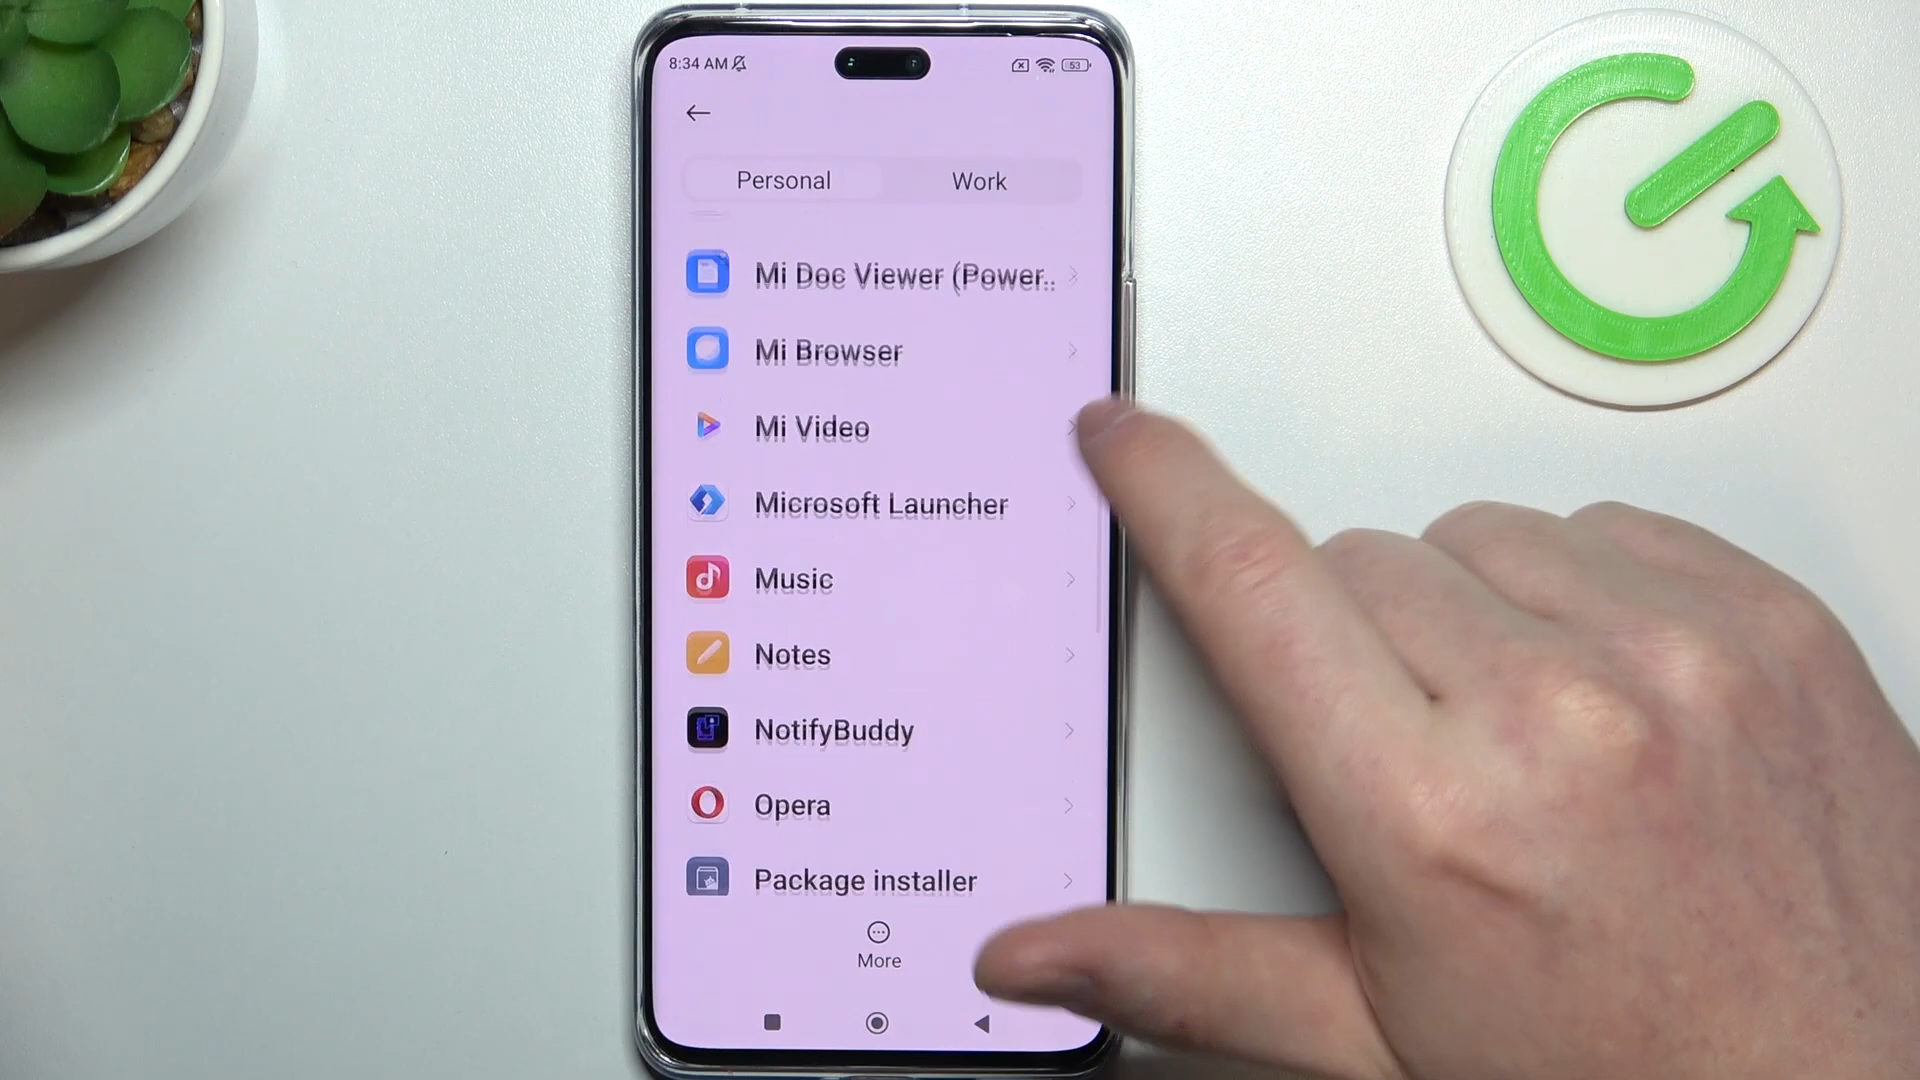 8:34 AM
53
Personal
Work
Mi Doc Viewer (Power..
Mi Browser
Mi Video
Microsoft Launcher
Music
Notes
NotifyBuddy
Opera
Package installer
More